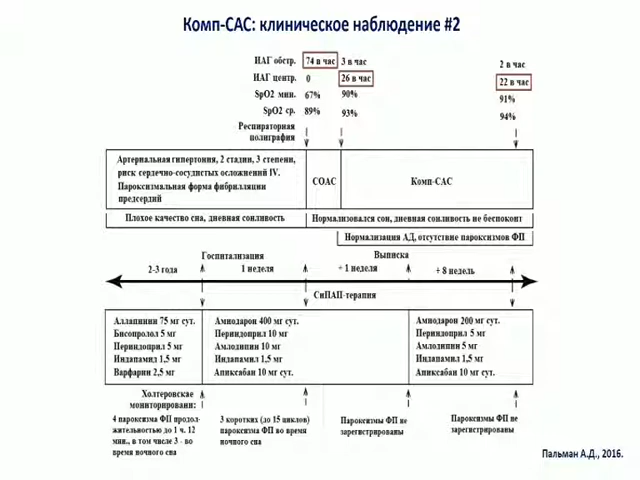 Комп-САС: клиническое наблюдение #2
ИАГ обстр. 74 в час 3 в час 2 в час
ИАГ центр. 0 26 в час 22 в час
SpO2 мин. 67% 90% 91%
SpO2 ср. 89% 93% 94%
Респираторная
полиграфия
Артериальная гипертония, 2 стадии, 3 степени,
риск сердечно-сосудистых осложнений IV.
Пароксизмальная форма фибрилляции
предсердий
СОАС
Комп-САС
Плохое качество сна, дневная сонливость
Нормализовался сон, дневная сонливость не беспокоит
Нормализация АД, отсутствие пароксизмов ФП
Госпитализация
Выписка
2-3 года 1 неделя + 1 неделя + 8 недель
СиПАП-терапия
Аллапинин 75 мг сут.
Бисопролол 5 мг
Периндоприл 5 мг
Индапамид 1,5 мг
Варфарин 2,5 мг
Амиодарон 400 мг сут.
Периндоприл 10 мг
Амлодипин 10 мг
Индапамил 1,5 мг
Апиксабан 10 мг сут.
Амиодарон 200 мг сут.
Периндоприл 5 мг
Амлодипин 5 мг
Индапамил 1,5 мг
Апиксабан 10 мг сут.
Холтеровское
мониторировани:
4 пароксизма ФП продол-
жительностью до 1 ч. 12
мин., в том числе 3 - во
время ночного сна
3 коротких (до 15 циклов)
пароксизма ФП во время
ночного сна
Пароксизмы ФП не
зарегистрированы
Пароксизмы ФП не
зарегистрированы
Пальман А.Д., 2016.